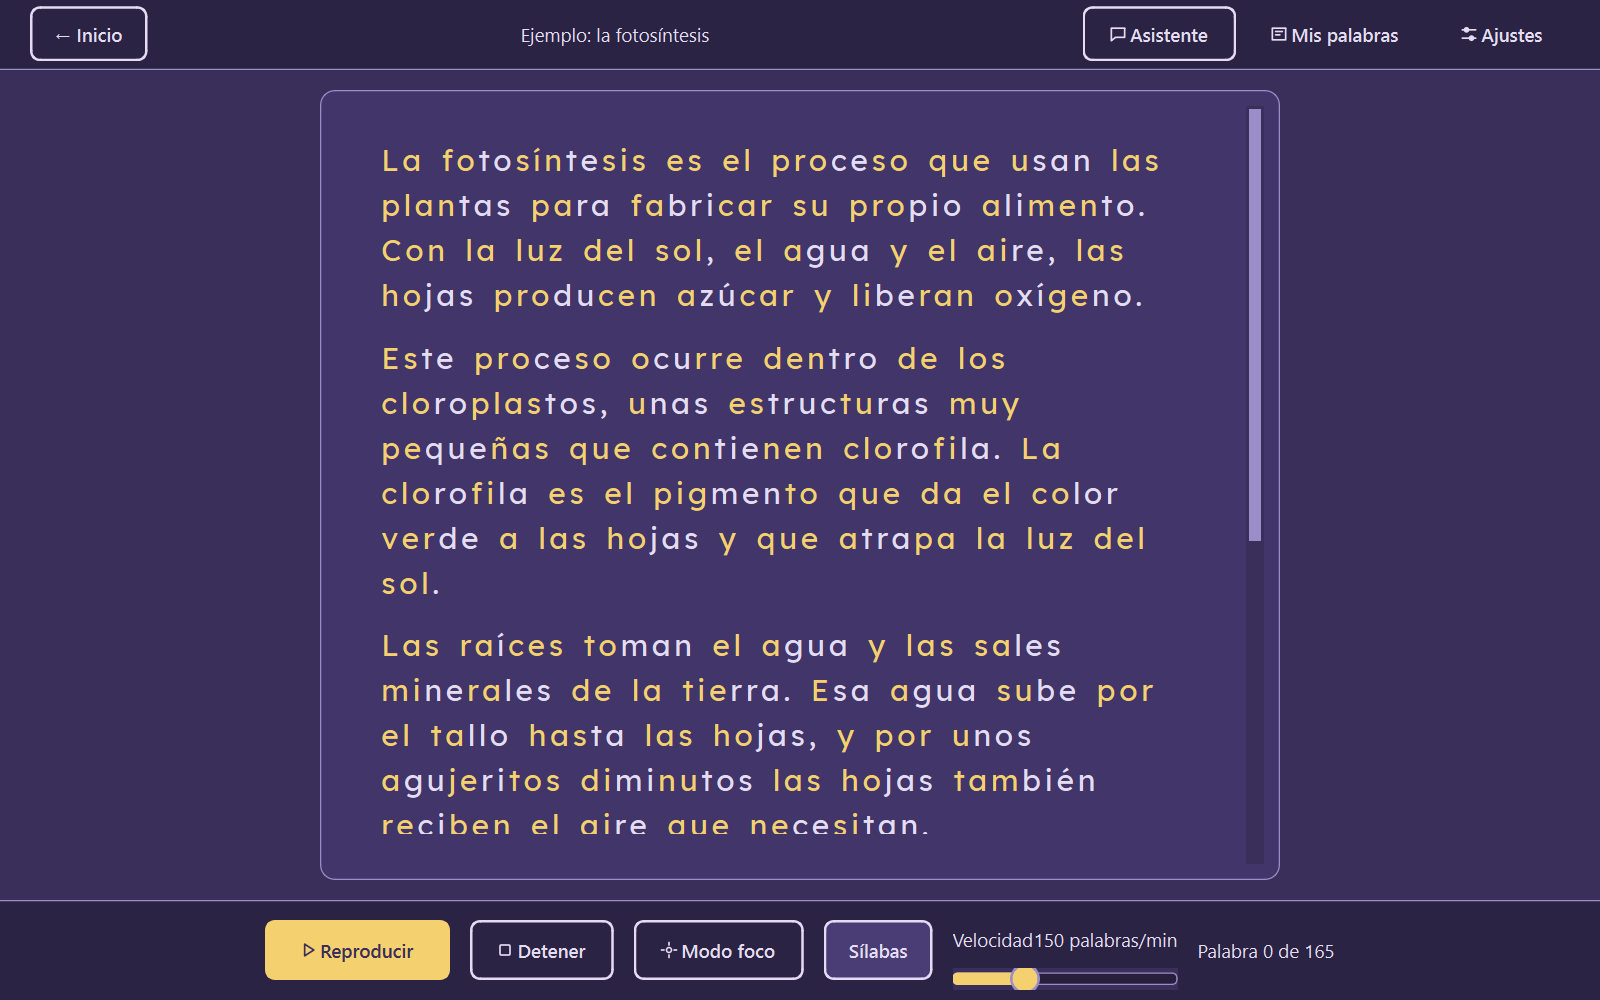 ← Inicio
Ejemplo: la fotosíntesis
Asistente
Mis palabras
Ajustes
La fotosíntesis es el proceso que usan las
plantas para fabricar su propio alimento.
Con la luz del sol, el agua y el aire, las
hojas producen azúcar y liberan oxígeno.
Este proceso ocurre dentro de los
cloroplastos, unas estructuras muy
pequeñas que contienen clorofila. La
clorofila es el pigmento que da el color
verde a las hojas y que atrapa la luz del
sol.
Las raíces toman el agua y las sales
minerales de la tierra. Esa agua sube por
el tallo hasta las hojas, y por unos
agujeritos diminutos las hojas también
reciben el aire que necesitan.
Reproducir
Detener
Modo foco
Sílabas
Velocidad 150 palabras/min
Palabra 0 de 165